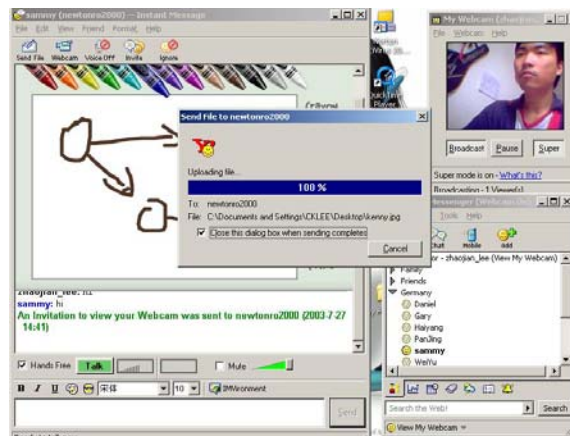 sammy (newtonro2000) -- Instant Message
File Edit View Friend Format Help
Send File Webcam Voice Off Invite Ignore
Send File to newtonro2000
Uploading file...
100 %
To: newtonro2000
File: C:\Documents and Settings\CKLEE\Desktop\kenny.jpg
Close this dialog box when sending completes
Cancel
zhaojian_lee: hi
sammy: hi
An Invitation to view your Webcam was sent to newtonro2000 (2003-7-27
14:41)
Hands Free Talk Mute
B I U 宋体 10 IMVironment
Send
QuickTime
Player
My Webcam
File Webcam Help
Broadcast Pause Super
Super mode is on - What's this?
Broadcasting - 1 Viewer(s)
Tools Help
Chat Mobile Add
zhaojian_lee (View My Webcam)
Family
Friends
Germany
Daniel
Gary
Haiyang
PanJing
sammy
WeiYu
Search the Web! Search
View My Webcam